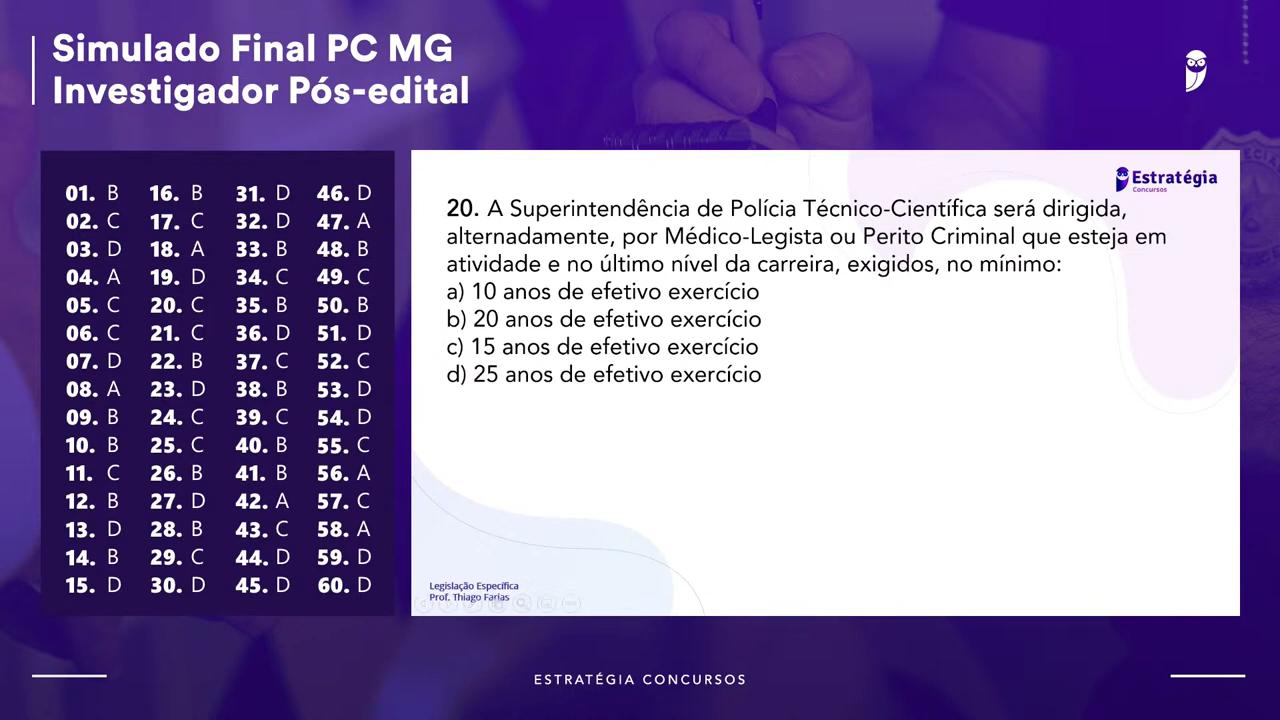 Simulado Final PC MG
Investigador Pós-edital
01. B 16. B 31. D 46. D
02. C 17. C 32. D 47. A
03. D 18. A 33. B 48. B
04. A 19. D 34. C 49. C
05. C 20. C 35. B 50. B
06. C 21. C 36. D 51. D
07. D 22. B 37. C 52. C
08. A 23. D 38. B 53. D
09. B 24. C 39. C 54. D
10. B 25. C 40. B 55. C
11. C 26. B 41. B 56. A
12. B 27. D 42. A 57. C
13. D 28. B 43. C 58. A
14. B 29. C 44. D 59. D
15. D 30. D 45. D 60. D
Estratégia
Concursos
20. A Superintendência de Polícia Técnico-Científica será dirigida,
alternadamente, por Médico-Legista ou Perito Criminal que esteja em
atividade e no último nível da carreira, exigidos, no mínimo:
a) 10 anos de efetivo exercício
b) 20 anos de efetivo exercício
c) 15 anos de efetivo exercício
d) 25 anos de efetivo exercício
Legislação Específica
Prof. Thiago Farias
ESTRATÉGIA CONCURSOS